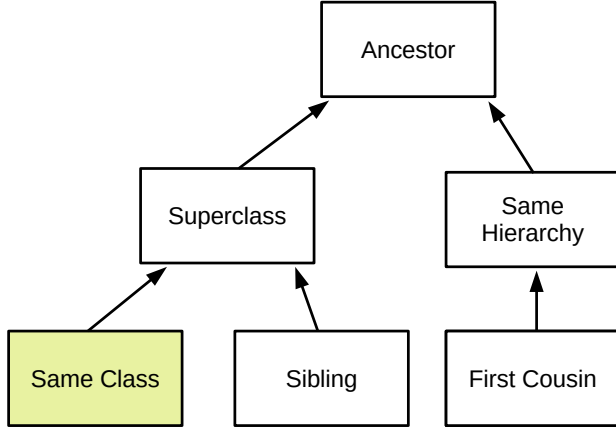 Ancestor
Superclass
Same
Hierarchy
Same Class
Sibling
First Cousin